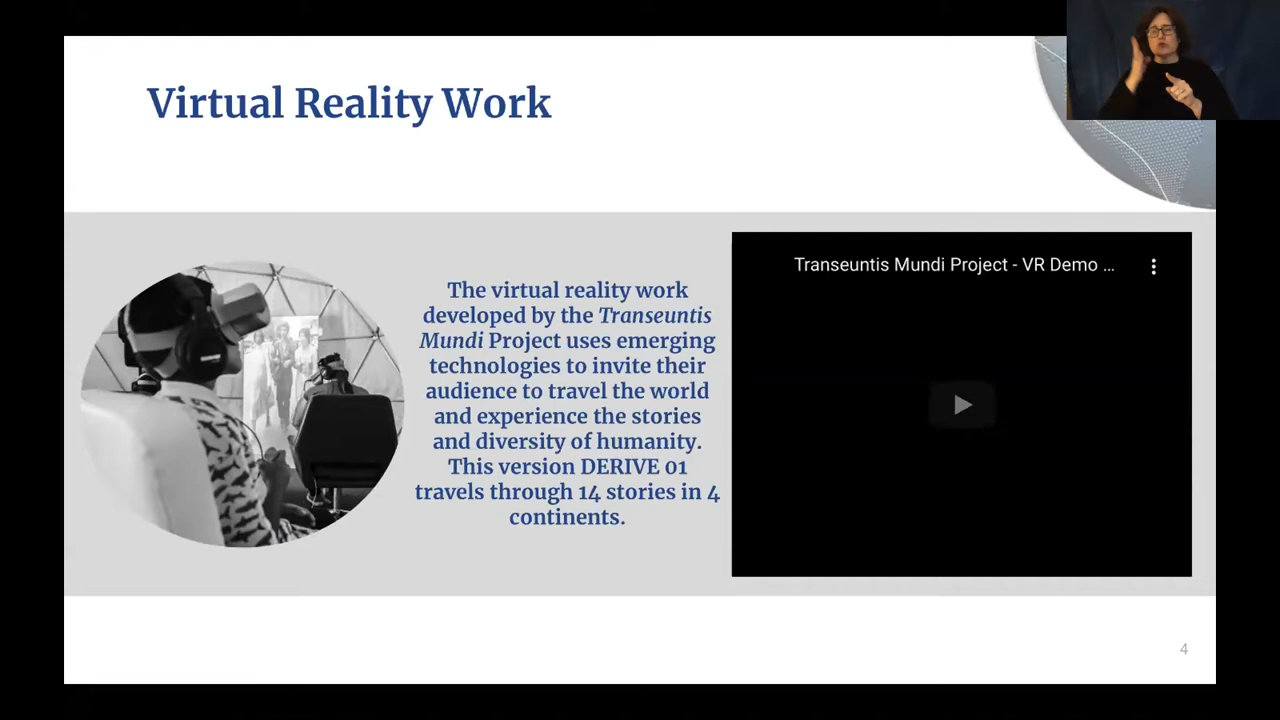 Virtual Reality Work
The virtual reality work
developed by the Transeuntis
Mundi Project uses emerging
technologies to invite their
audience to travel the world
and experience the stories
and diversity of humanity.
This version DERIVE 01
travels through 14 stories in 4
continents.
Transeuntis Mundi Project - VR Demo ...
4